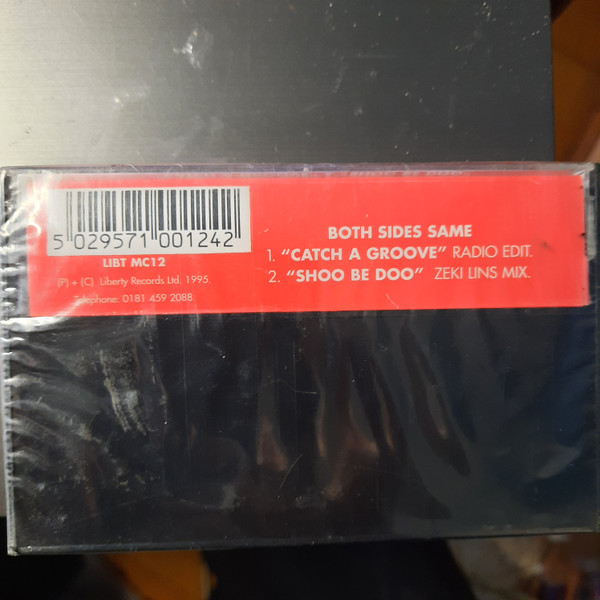 5 029571 001242
LIBT MC12
(P) + (C) Liberty Records Ltd. 1995.
Telephone: 0181 459 2088
BOTH SIDES SAME
1. “CATCH A GROOVE” RADIO EDIT.
2. “SHOO BE DOO” ZEKI LINS MIX.